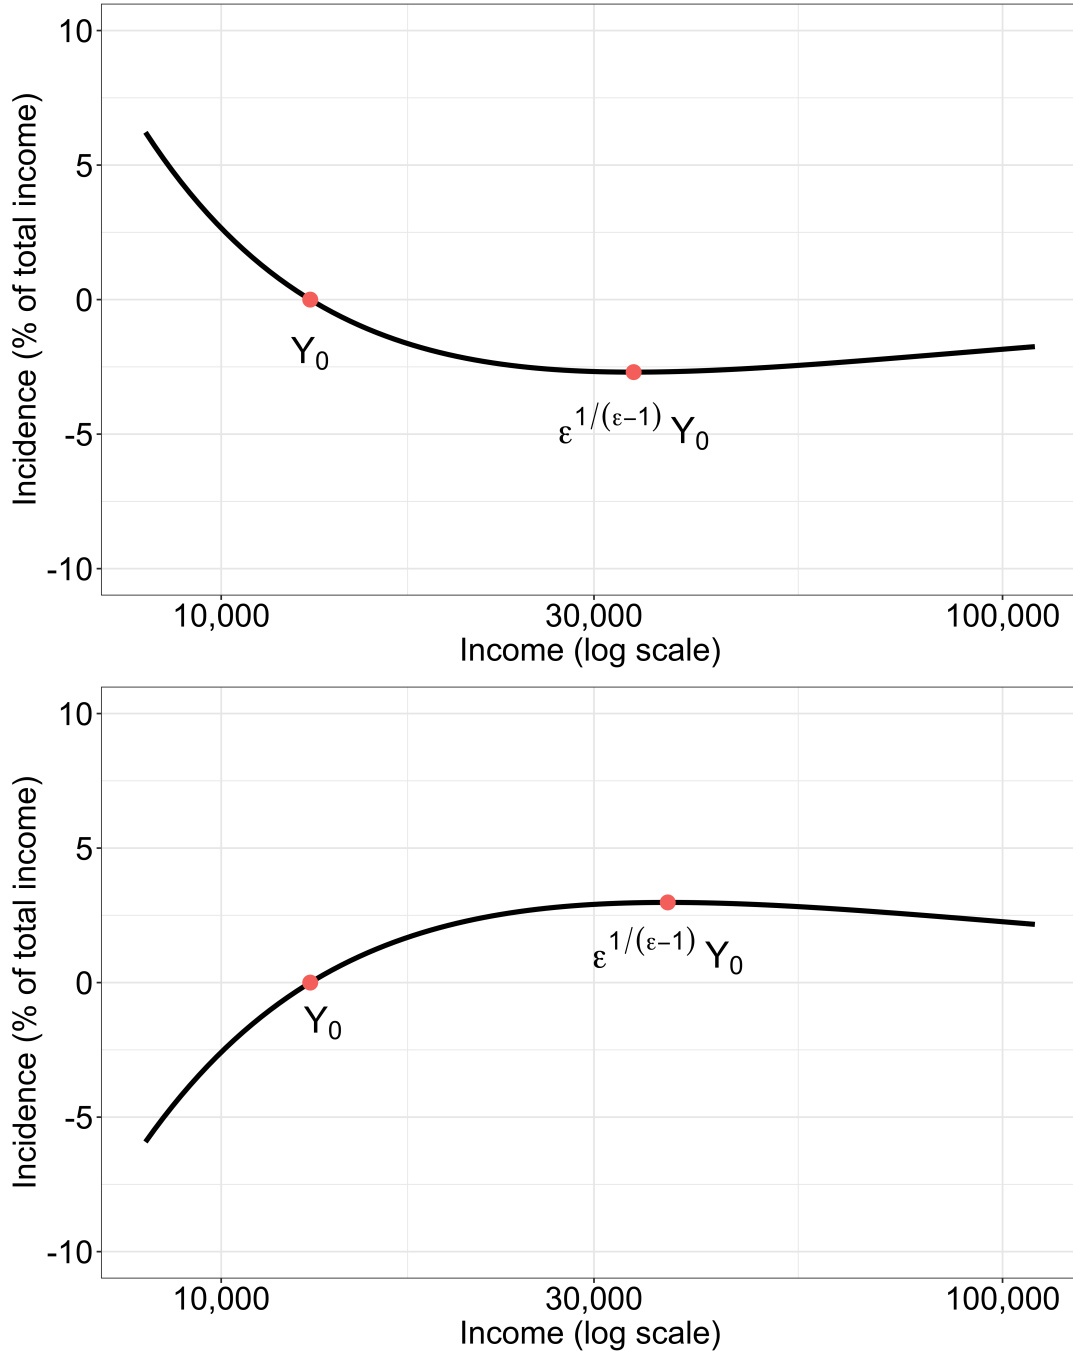 Incidence (% of total income)
10
5
0
-5
-10
Y₀
ε^{1/(ε−1)} Y₀
10,000 30,000 100,000
Income (log scale)
Incidence (% of total income)
10
5
0
-5
-10
ε^{1/(ε−1)} Y₀
Y₀
10,000 30,000 100,000
Income (log scale)